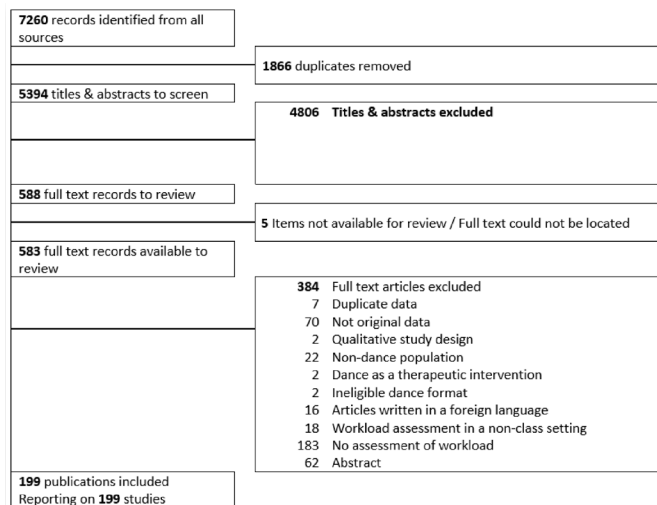 7260 records identified from all
sources
1866 duplicates removed
5394 titles & abstracts to screen
4806 Titles & abstracts excluded
588 full text records to review
5 Items not available for review / Full text could not be located
583 full text records available to
review
384 Full text articles excluded
7 Duplicate data
70 Not original data
2 Qualitative study design
22 Non-dance population
2 Dance as a therapeutic intervention
2 Ineligible dance format
16 Articles written in a foreign language
18 Workload assessment in a non-class setting
183 No assessment of workload
62 Abstract
199 publications included
Reporting on 199 studies